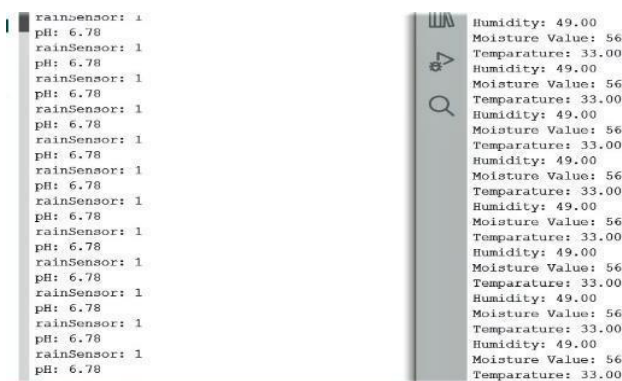 rainSensor: 1
pH: 6.78
rainSensor: 1
pH: 6.78
rainSensor: 1
pH: 6.78
rainSensor: 1
pH: 6.78
rainSensor: 1
pH: 6.78
rainSensor: 1
pH: 6.78
rainSensor: 1
pH: 6.78
rainSensor: 1
pH: 6.78
rainSensor: 1
pH: 6.78
rainSensor: 1
pH: 6.78
rainSensor: 1
pH: 6.78
rainSensor: 1
pH: 6.78
Humidity: 49.00
Moisture Value: 56
Temparature: 33.00
Humidity: 49.00
Moisture Value: 56
Temparature: 33.00
Humidity: 49.00
Moisture Value: 56
Temparature: 33.00
Humidity: 49.00
Moisture Value: 56
Temparature: 33.00
Humidity: 49.00
Moisture Value: 56
Temparature: 33.00
Humidity: 49.00
Moisture Value: 56
Temparature: 33.00
Humidity: 49.00
Moisture Value: 56
Temparature: 33.00
Humidity: 49.00
Moisture Value: 56
Temparature: 33.00